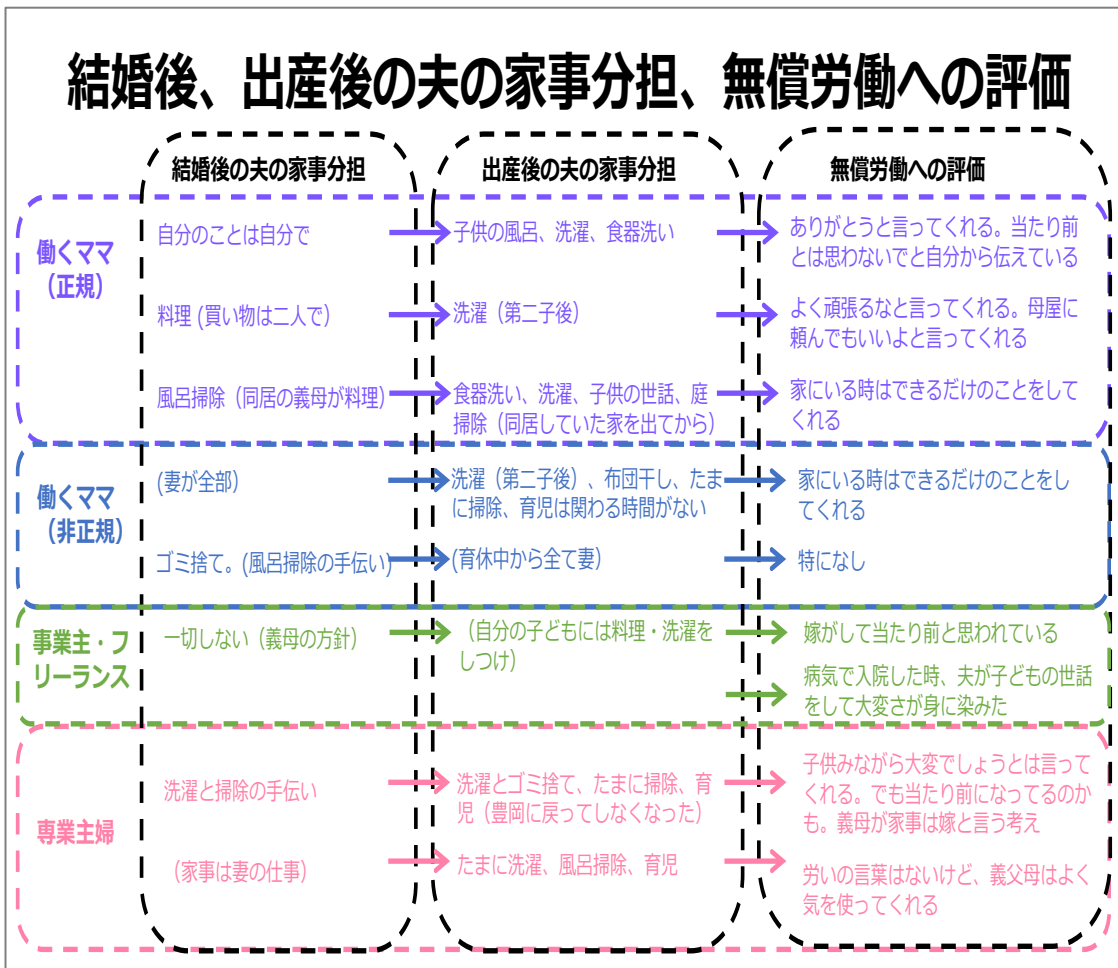 結婚後、出産後の夫の家事分担、無償労働への評価
結婚後の夫の家事分担
出産後の夫の家事分担
無償労働への評価
働くママ
（正規）
自分のことは自分で
子供の風呂、洗濯、食器洗い
ありがとうと言ってくれる。当たり前
とは思わないでと自分から伝えている
料理 (買い物は二人で）
洗濯（第二子後）
よく頑張るなと言ってくれる。母屋に
頼んでもいいよと言ってくれる
風呂掃除（同居の義母が料理）
食器洗い、洗濯、子供の世話、庭
掃除（同居していた家を出てから）
家にいる時はできるだけのことをして
くれる
働くママ
（非正規）
(妻が全部）
洗濯（第二子後）、布団干し、たま
に掃除、育児は関わる時間がない
家にいる時はできるだけのことをし
てくれる
ゴミ捨て。(風呂掃除の手伝い）
(育休中から全て妻）
特になし
事業主・フ
リーランス
一切しない（義母の方針）
（自分の子どもには料理・洗濯を
しつけ）
嫁がして当たり前と思われている
病気で入院した時、夫が子どもの世話
をして大変さが身に染みた
専業主婦
洗濯と掃除の手伝い
洗濯とゴミ捨て、たまに掃除、育
児（豊岡に戻ってしなくなった）
子供みながら大変でしょうとは言って
くれる。でも当たり前になってるのか
も。義母が家事は嫁と言う考え
（家事は妻の仕事）
たまに洗濯、風呂掃除、育児
労いの言葉はないけど、義父母はよく
気を使ってくれる